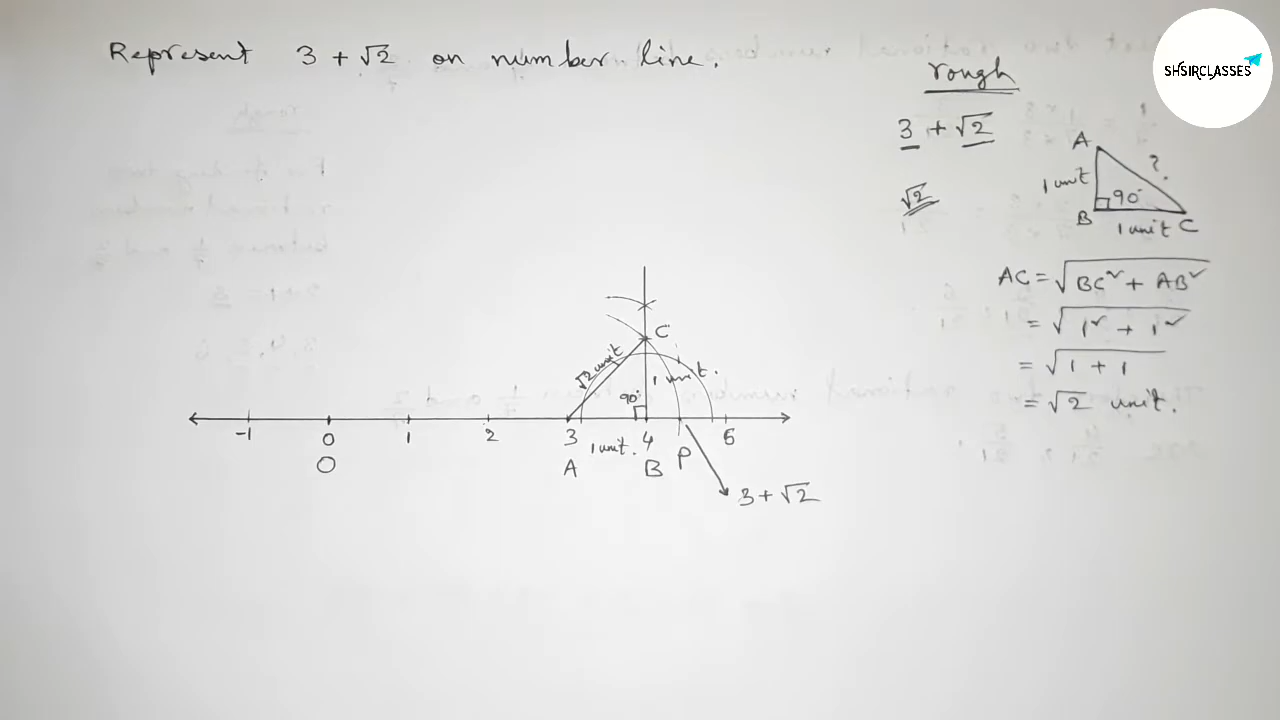 Represent 3 + √2 on number line.
SHSIRCLASSES
rough
3 + √2
√2
A
1 unit
?
90°
B
1 unit C
AC = √BC² + AB²
= √1² + 1²
= √1 + 1
= √2 unit.
C
√2 unit
1 unit.
90°
-1 0 1 2 3 4 6
1 unit.
O A B P
3 + √2